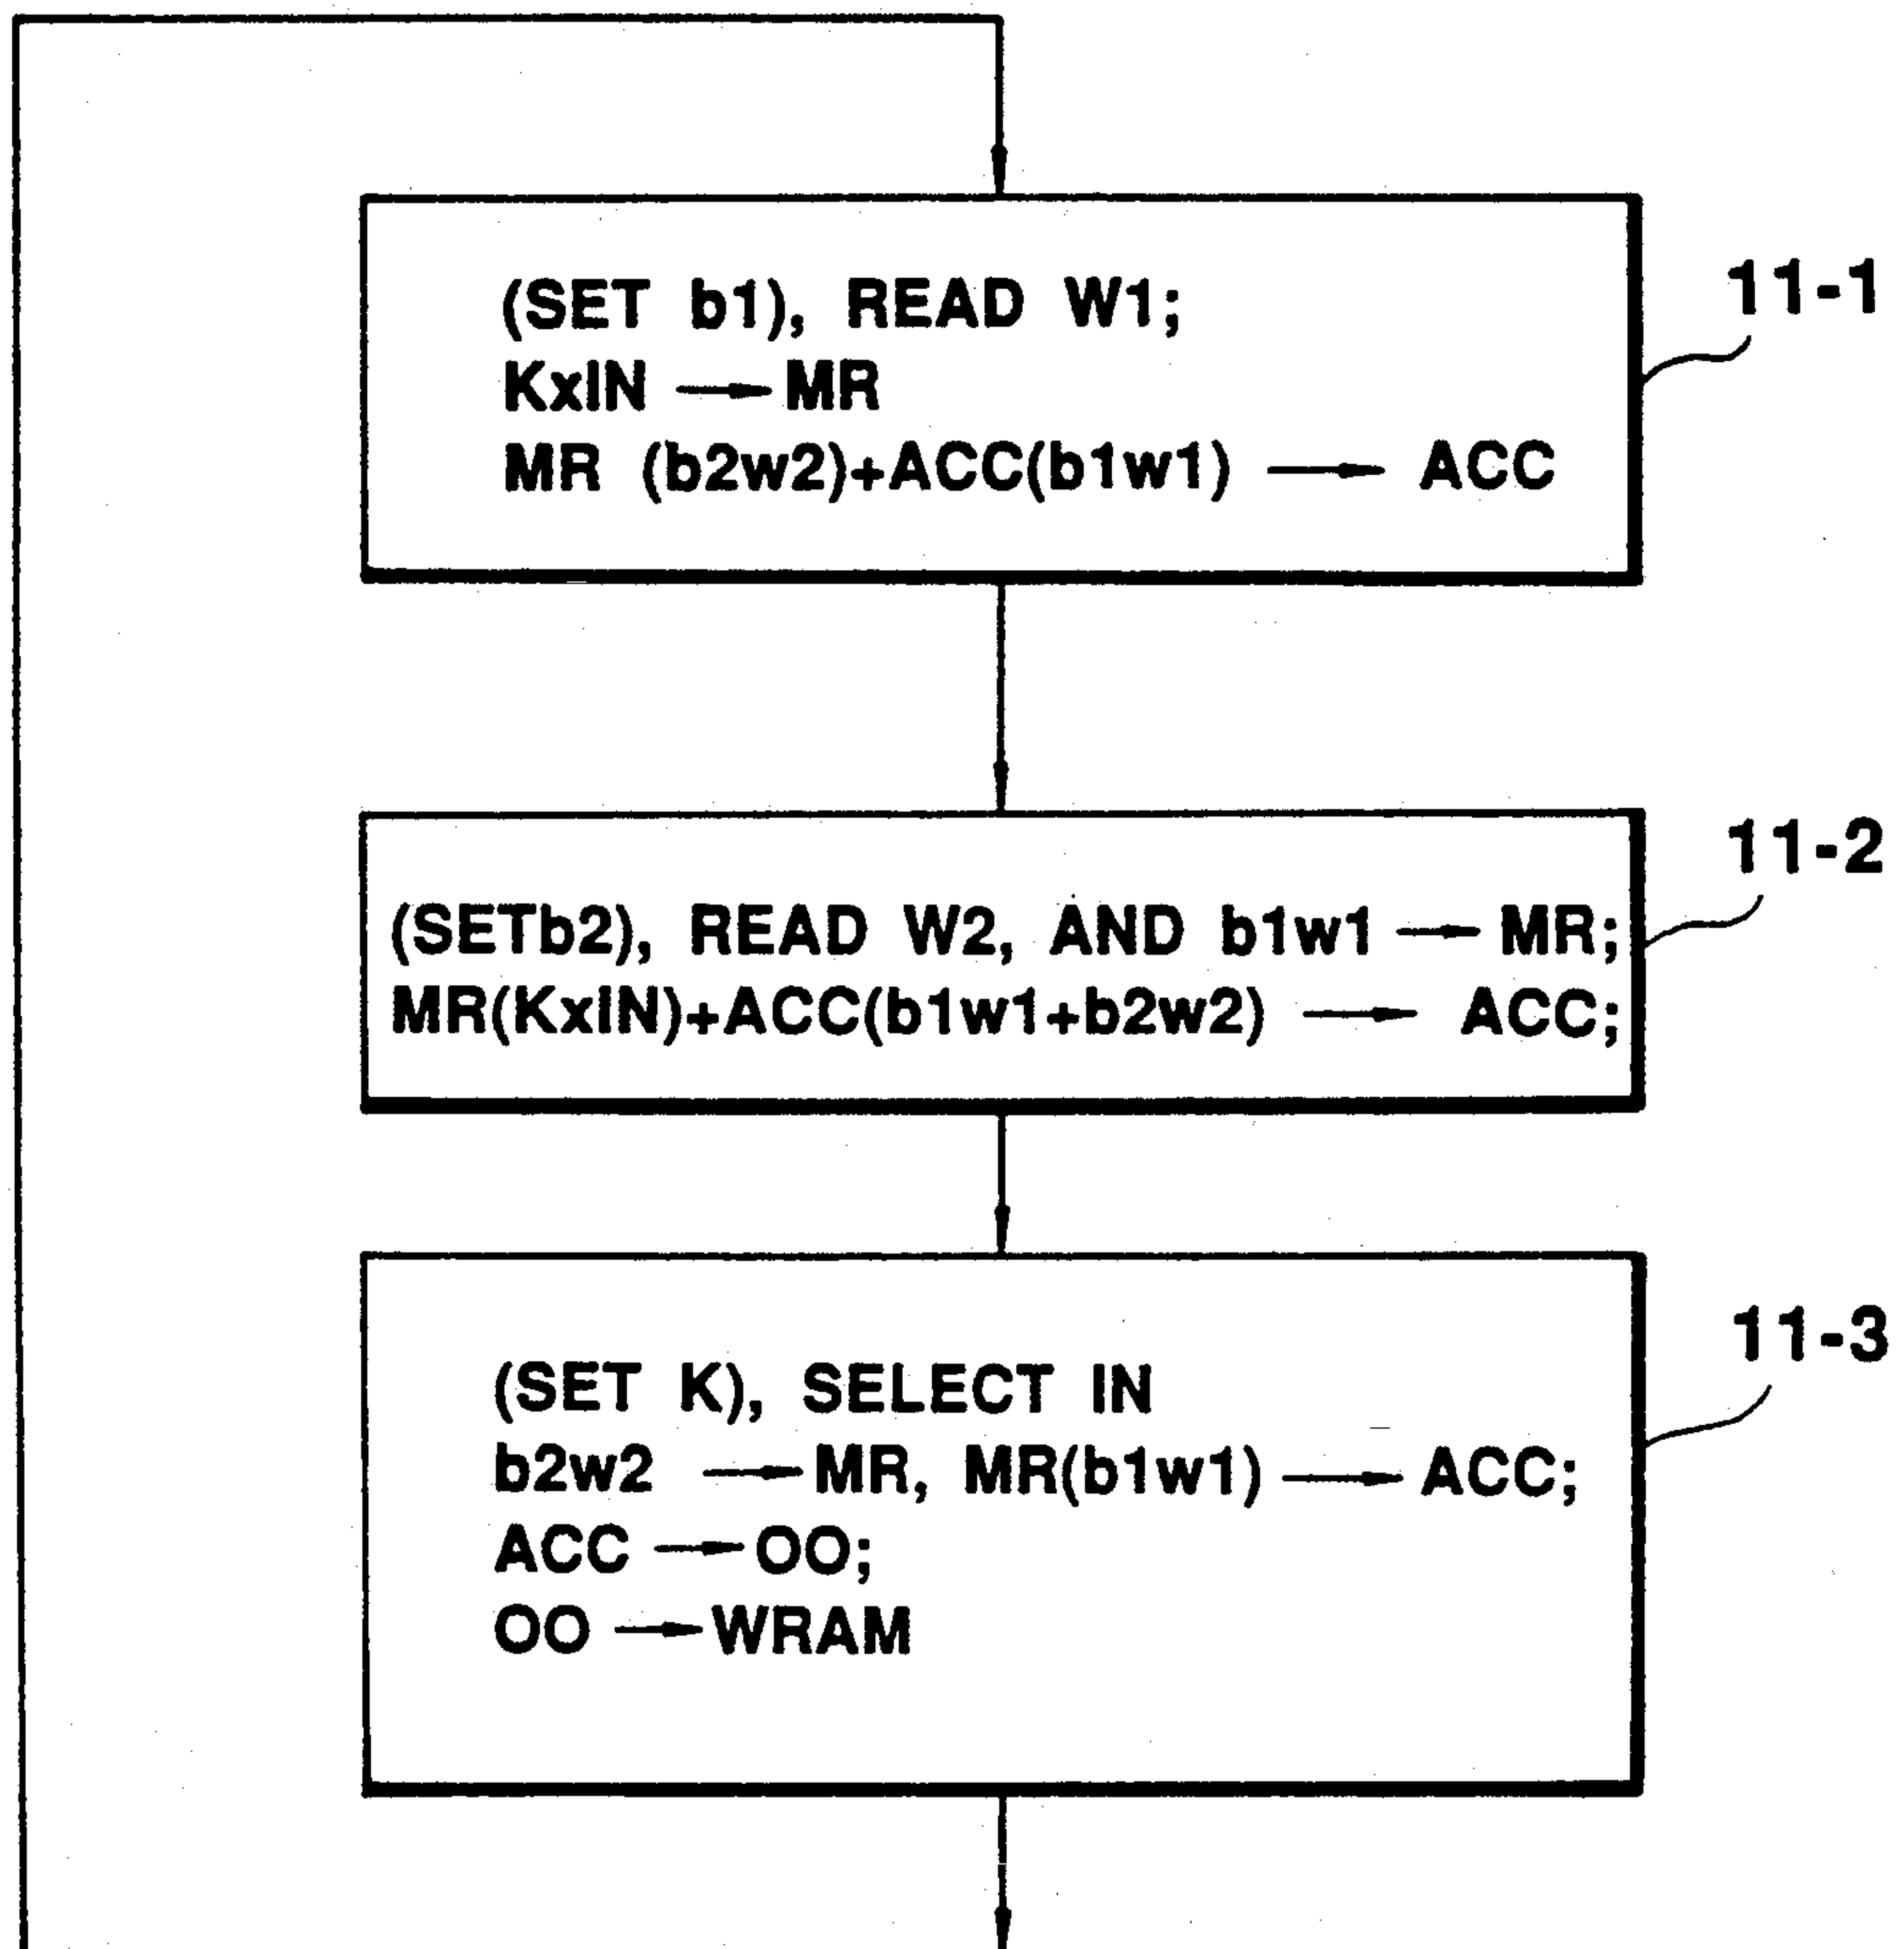 (SET b1), READ W1;
KxIN → MR
MR (b2w2)+ACC(b1w1) → ACC
11-1
(SETb2), READ W2, AND b1w1 → MR;
MR(KxIN)+ACC(b1w1+b2w2) → ACC;
11-2
(SET K), SELECT IN
b2w2 → MR, MR(b1w1) → ACC;
ACC → OO;
OO → WRAM
11-3